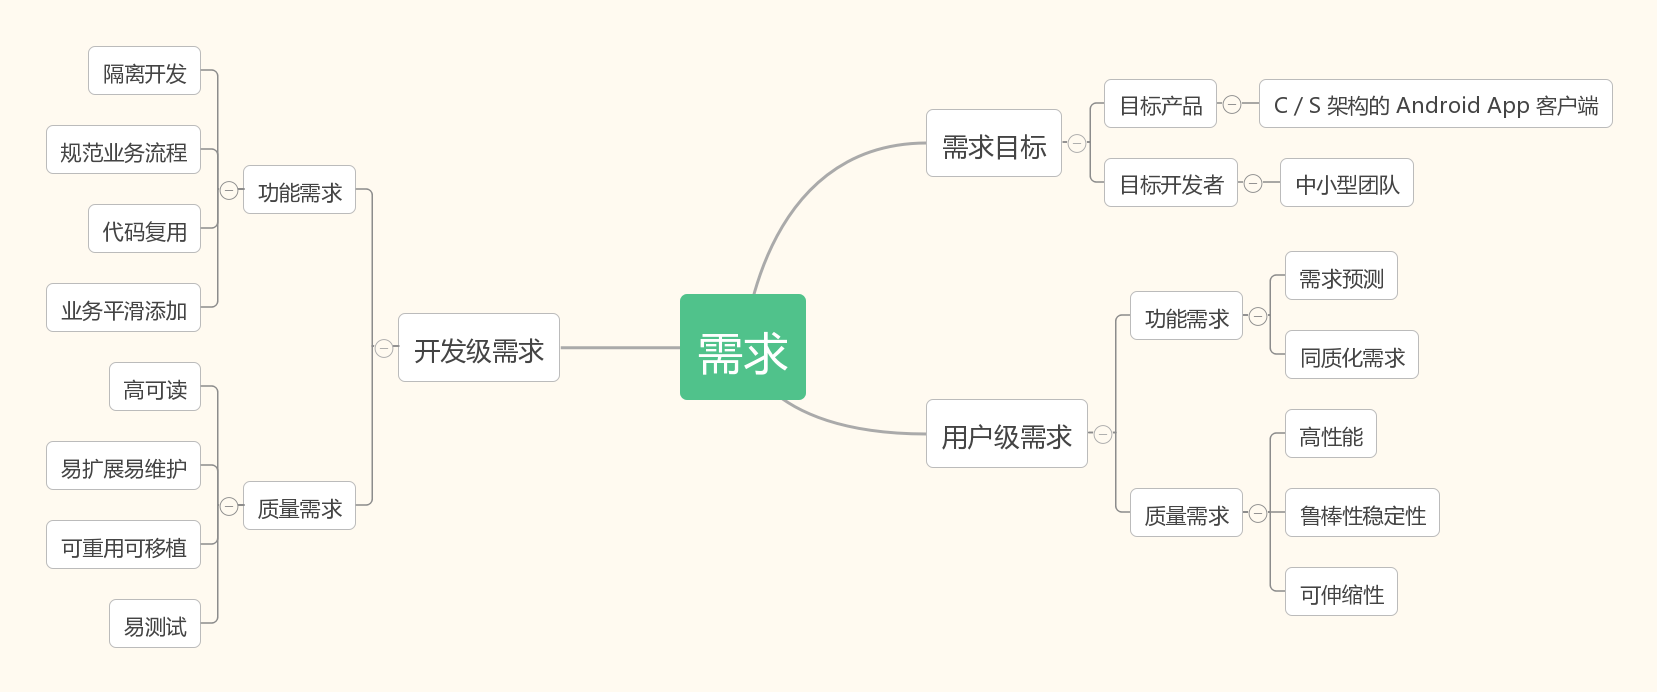 需求
需求目标
目标产品
C / S 架构的 Android App 客户端
目标开发者
中小型团队
用户级需求
功能需求
需求预测
同质化需求
质量需求
高性能
鲁棒性稳定性
可伸缩性
开发级需求
功能需求
隔离开发
规范业务流程
代码复用
业务平滑添加
质量需求
高可读
易扩展易维护
可重用可移植
易测试